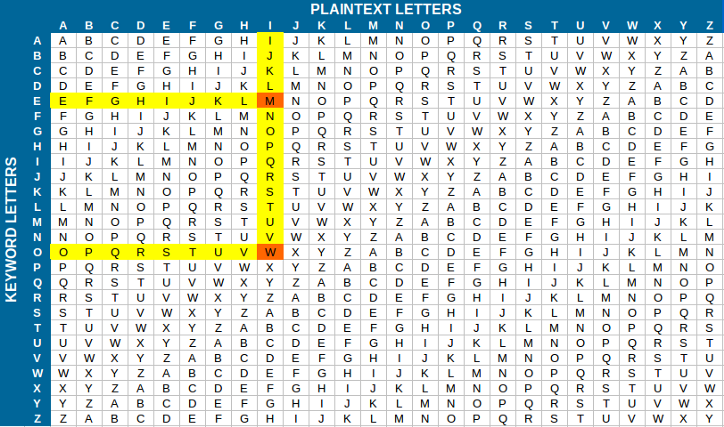 PLAINTEXT LETTERS
A B C D E F G H I J K L M N O P Q R S T U V W X Y Z
KEYWORD LETTERS
A A B C D E F G H I J K L M N O P Q R S T U V W X Y Z
B B C D E F G H I J K L M N O P Q R S T U V W X Y Z A
C C D E F G H I J K L M N O P Q R S T U V W X Y Z A B
D D E F G H I J K L M N O P Q R S T U V W X Y Z A B C
E E F G H I J K L M N O P Q R S T U V W X Y Z A B C D
F F G H I J K L M N O P Q R S T U V W X Y Z A B C D E
G G H I J K L M N O P Q R S T U V W X Y Z A B C D E F
H H I J K L M N O P Q R S T U V W X Y Z A B C D E F G
I I J K L M N O P Q R S T U V W X Y Z A B C D E F G H
J J K L M N O P Q R S T U V W X Y Z A B C D E F G H I
K K L M N O P Q R S T U V W X Y Z A B C D E F G H I J
L L M N O P Q R S T U V W X Y Z A B C D E F G H I J K
M M N O P Q R S T U V W X Y Z A B C D E F G H I J K L
N N O P Q R S T U V W X Y Z A B C D E F G H I J K L M
O O P Q R S T U V W X Y Z A B C D E F G H I J K L M N
P P Q R S T U V W X Y Z A B C D E F G H I J K L M N O
Q Q R S T U V W X Y Z A B C D E F G H I J K L M N O P
R R S T U V W X Y Z A B C D E F G H I J K L M N O P Q
S S T U V W X Y Z A B C D E F G H I J K L M N O P Q R
T T U V W X Y Z A B C D E F G H I J K L M N O P Q R S
U U V W X Y Z A B C D E F G H I J K L M N O P Q R S T
V V W X Y Z A B C D E F G H I J K L M N O P Q R S T U
W W X Y Z A B C D E F G H I J K L M N O P Q R S T U V
X X Y Z A B C D E F G H I J K L M N O P Q R S T U V W
Y Y Z A B C D E F G H I J K L M N O P Q R S T U V W X
Z Z A B C D E F G H I J K L M N O P Q R S T U V W X Y